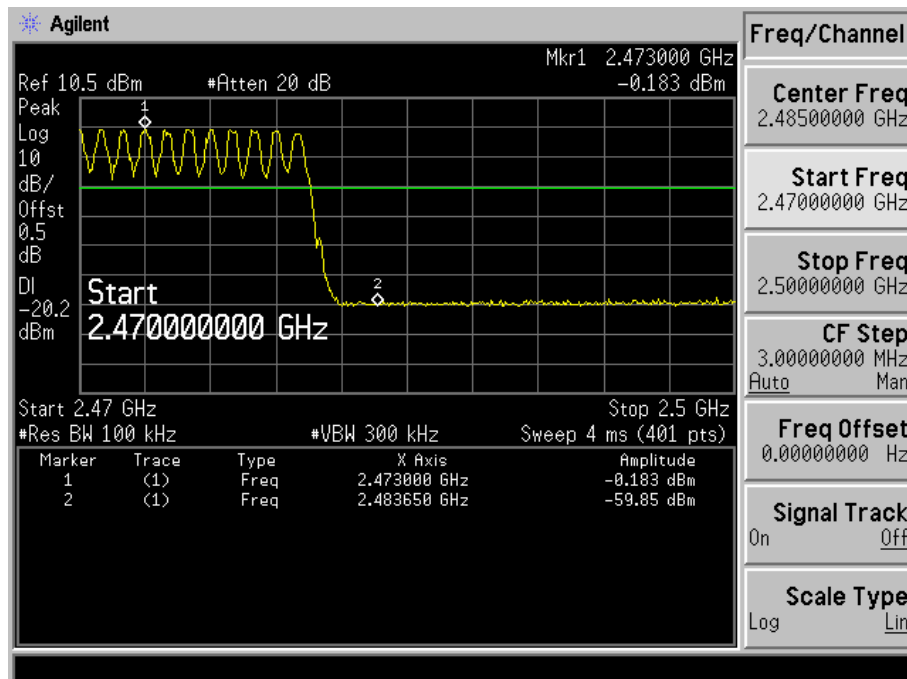 Agilent
Freq/Channel
Mkr1 2.473000 GHz
Ref 10.5 dBm #Atten 20 dB -0.183 dBm
Peak
Log
10
dB/
Offst
0.5
dB
DI
-20.2
dBm
1
2
Start
2.470000000 GHz
Start 2.47 GHz Stop 2.5 GHz
#Res BW 100 kHz #VBW 300 kHz Sweep 4 ms (401 pts)
Marker Trace Type X Axis Amplitude
1 (1) Freq 2.473000 GHz -0.183 dBm
2 (1) Freq 2.483650 GHz -59.85 dBm
Center Freq
2.48500000 GHz
Start Freq
2.47000000 GHz
Stop Freq
2.50000000 GHz
CF Step
3.00000000 MHz
Auto Man
Freq Offset
0.00000000 Hz
Signal Track
On Off
Scale Type
Log Lin